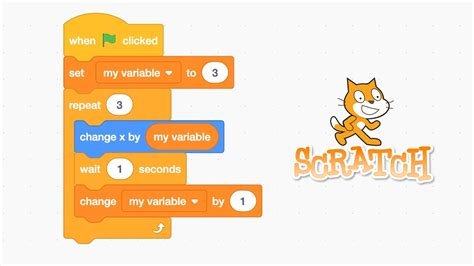 when clicked
set my variable to 3
repeat 3
change x by my variable
wait 1 seconds
change my variable by 1
SCRATCH